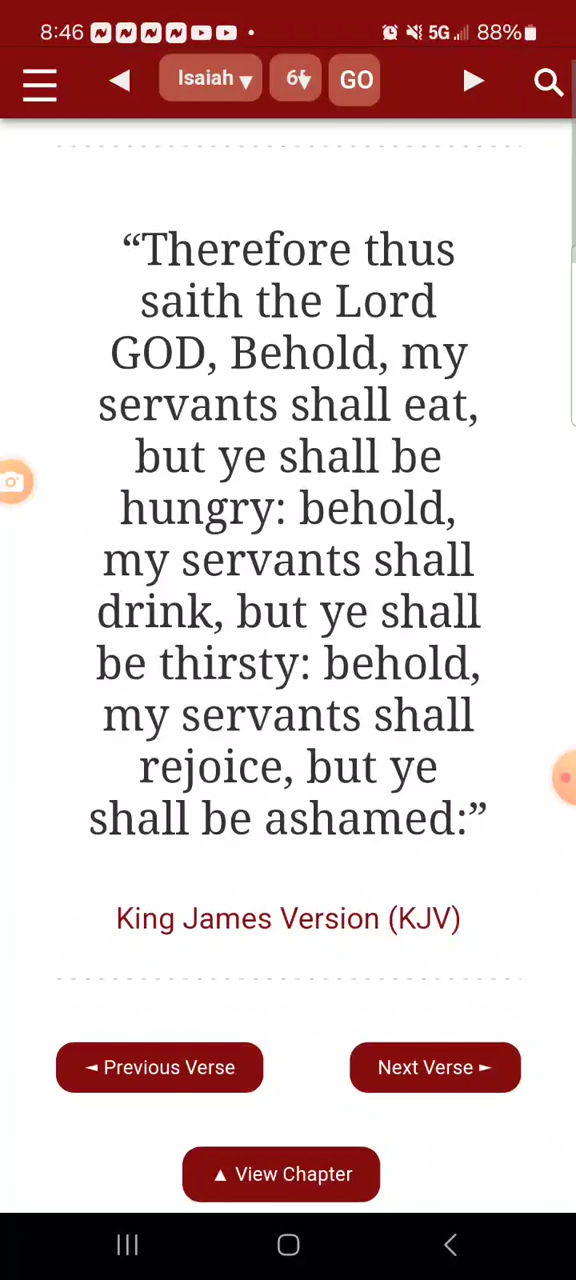 8:46 5G 88%
Isaiah GO
“Therefore thus
saith the Lord
GOD, Behold, my
servants shall eat,
but ye shall be
hungry: behold,
my servants shall
drink, but ye shall
be thirsty: behold,
my servants shall
rejoice, but ye
shall be ashamed:”
King James Version (KJV)
◄ Previous Verse Next Verse ►
▲ View Chapter